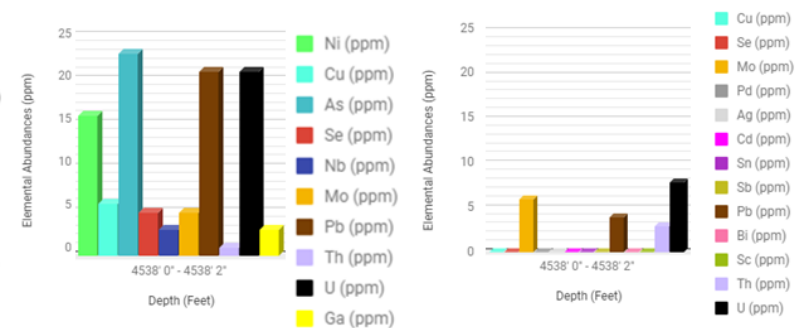 25
20
15
10
5
0
Elemental Abundances (ppm)
4538' 0" - 4538' 2"
Depth (Feet)
Ni (ppm)
Cu (ppm)
As (ppm)
Se (ppm)
Nb (ppm)
Mo (ppm)
Pb (ppm)
Th (ppm)
U (ppm)
Ga (ppm)
25
20
15
10
5
0
Elemental Abundances (ppm)
4538' 0" - 4538' 2"
Depth (Feet)
Cu (ppm)
Se (ppm)
Mo (ppm)
Pd (ppm)
Ag (ppm)
Cd (ppm)
Sn (ppm)
Sb (ppm)
Pb (ppm)
Bi (ppm)
Sc (ppm)
Th (ppm)
U (ppm)